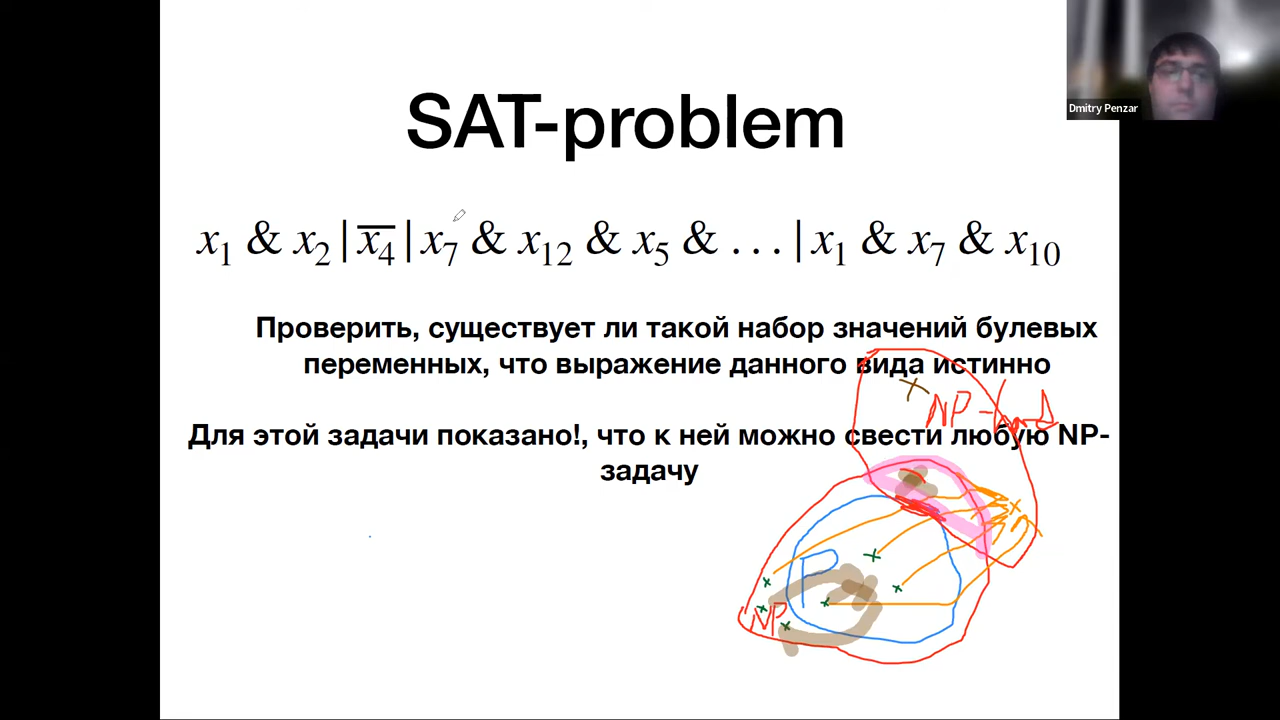 SAT-problem
Dmitry Penzar
x₁ & x₂ | x̅₄ | x₇ & x₁₂ & x₅ & . . . | x₁ & x₇ & x₁₀
Проверить, существует ли такой набор значений булевых
переменных, что выражение данного вида истинно
NP-hard
Для этой задачи показано!, что к ней можно свести любую NP-
задачу
P
NP